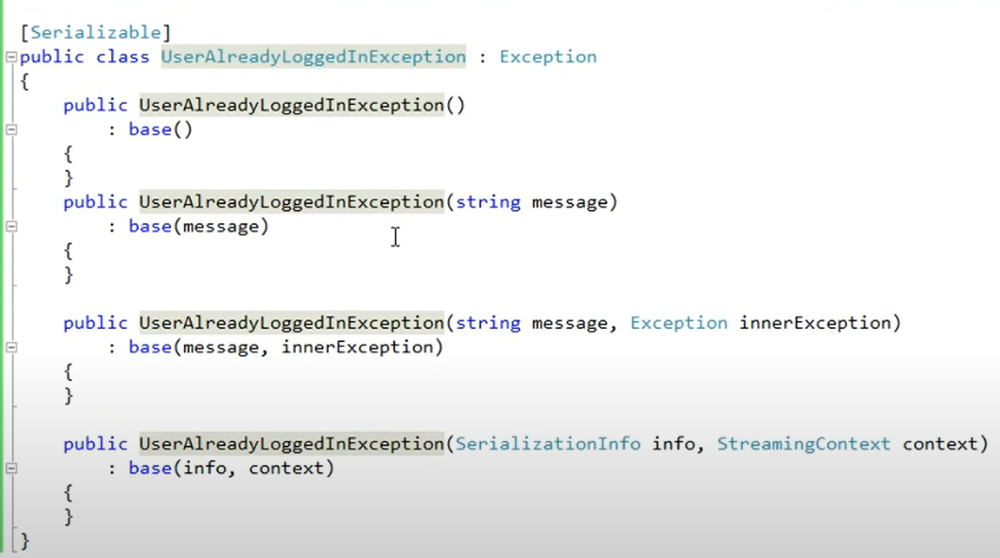 [Serializable]
public class UserAlreadyLoggedInException : Exception
{
public UserAlreadyLoggedInException()
: base()
{
}
public UserAlreadyLoggedInException(string message)
: base(message)
{
}
public UserAlreadyLoggedInException(string message, Exception innerException)
: base(message, innerException)
{
}
public UserAlreadyLoggedInException(SerializationInfo info, StreamingContext context)
: base(info, context)
{
}
}